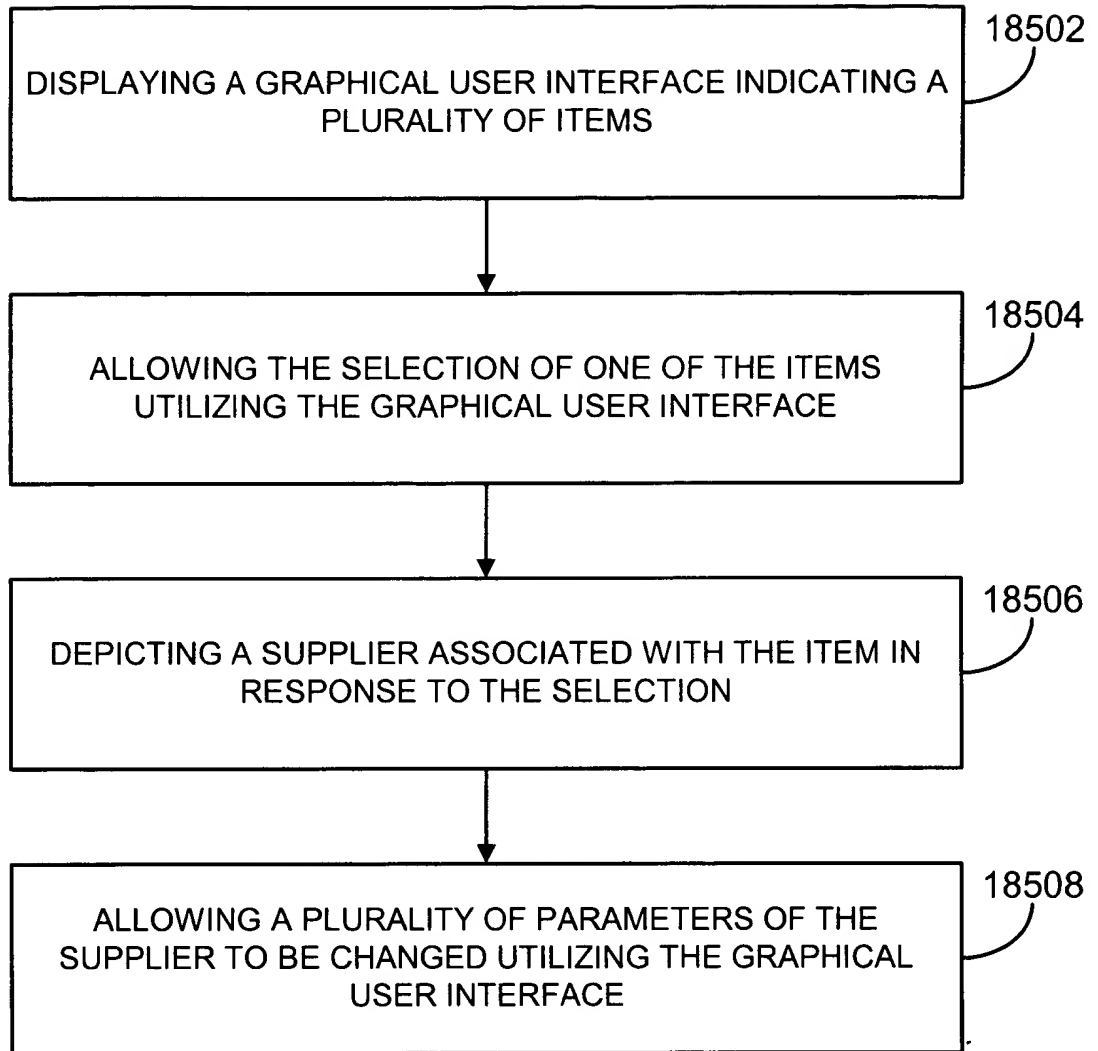 18502
DISPLAYING A GRAPHICAL USER INTERFACE INDICATING A
PLURALITY OF ITEMS
18504
ALLOWING THE SELECTION OF ONE OF THE ITEMS
UTILIZING THE GRAPHICAL USER INTERFACE
18506
DEPICTING A SUPPLIER ASSOCIATED WITH THE ITEM IN
RESPONSE TO THE SELECTION
18508
ALLOWING A PLURALITY OF PARAMETERS OF THE
SUPPLIER TO BE CHANGED UTILIZING THE GRAPHICAL
USER INTERFACE